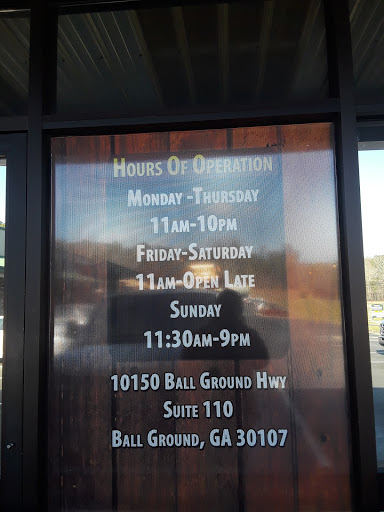 Hours Of Operation
Monday -Thursday
11am-10pm
Friday-Saturday
11am-Open Late
Sunday
11:30am-9pm
10150 Ball Ground Hwy
Suite 110
Ball Ground, GA 30107